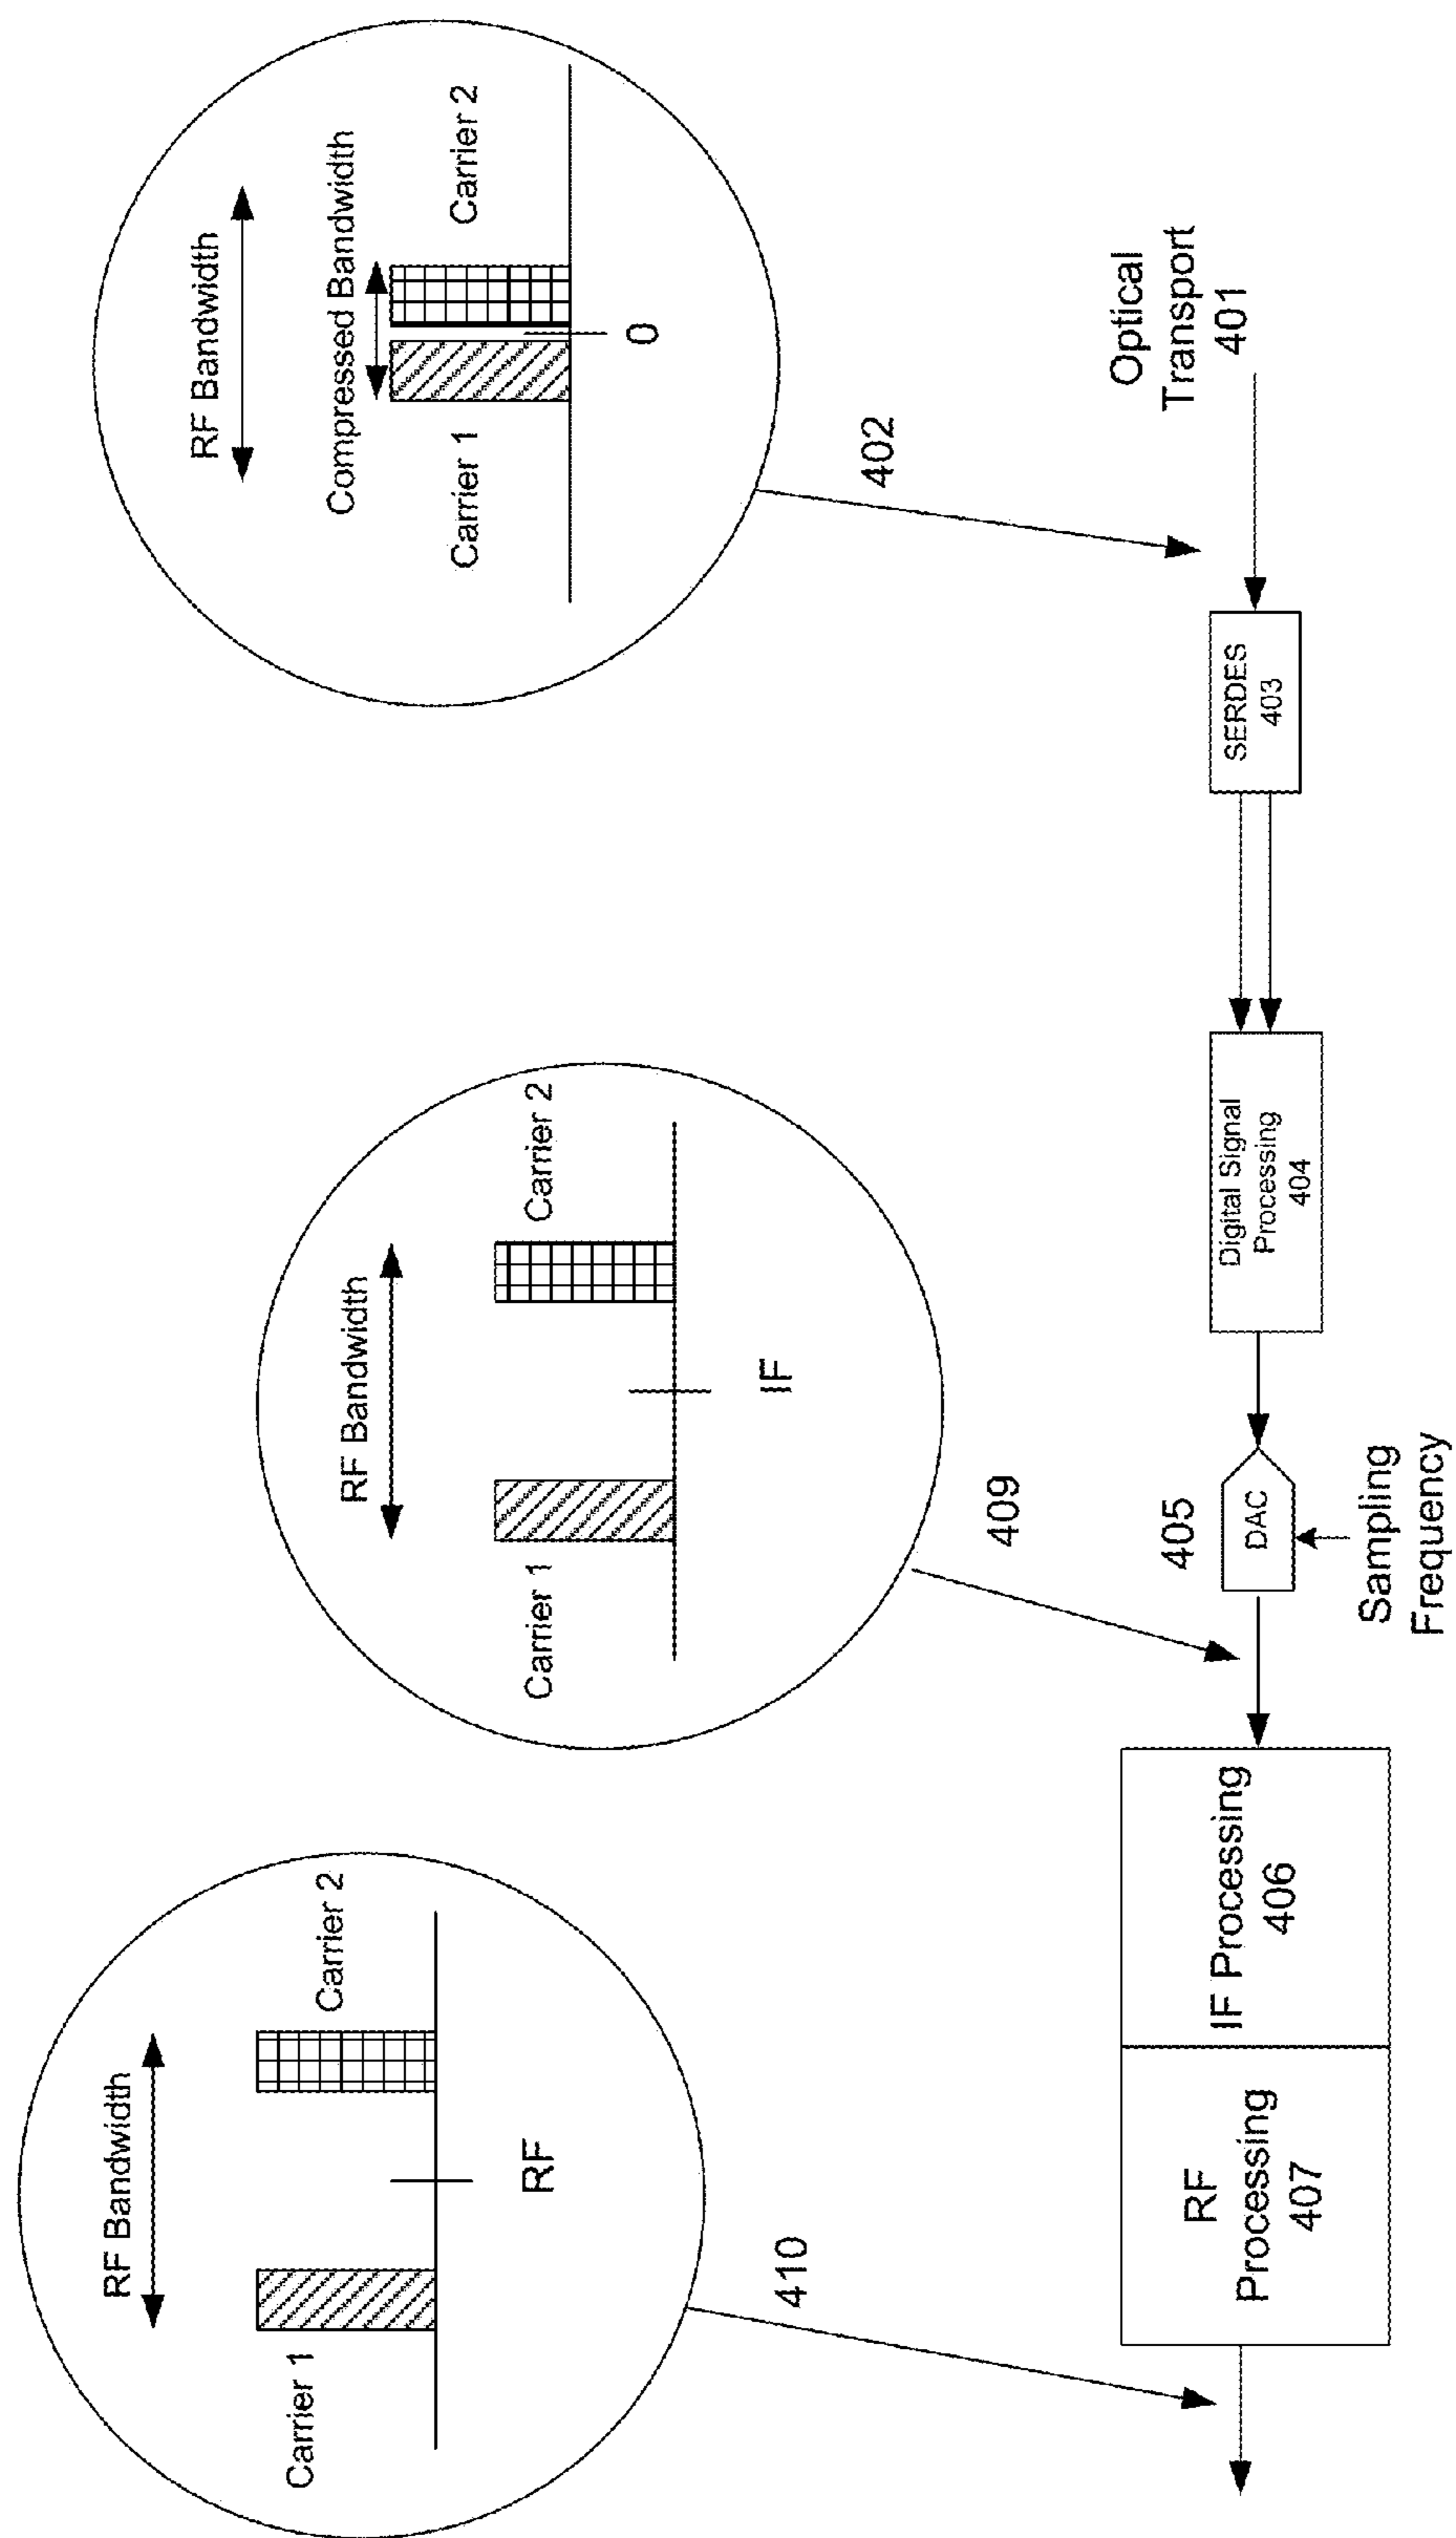 RF Bandwidth
Carrier 1
Carrier 2
RF
410
RF Bandwidth
Carrier 1
Carrier 2
IF
409
RF Bandwidth
Compressed Bandwidth
Carrier 1
Carrier 2
0
402
RF
Processing
407
IF Processing
406
405
DAC
Sampling
Frequency
Digital Signal
Processing
404
SERDES
403
Optical
Transport
401